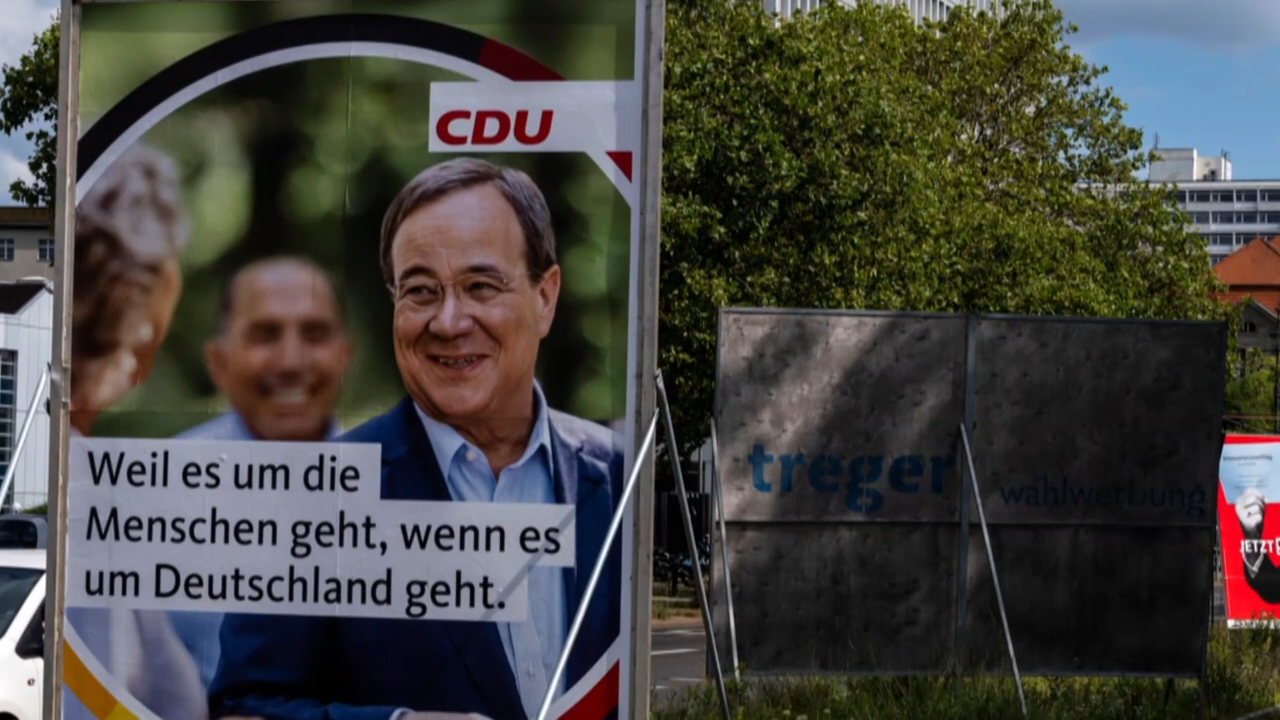 CDU
Weil es um die
Menschen geht, wenn es
um Deutschland geht.
treger
wahlwerbung
JETZT